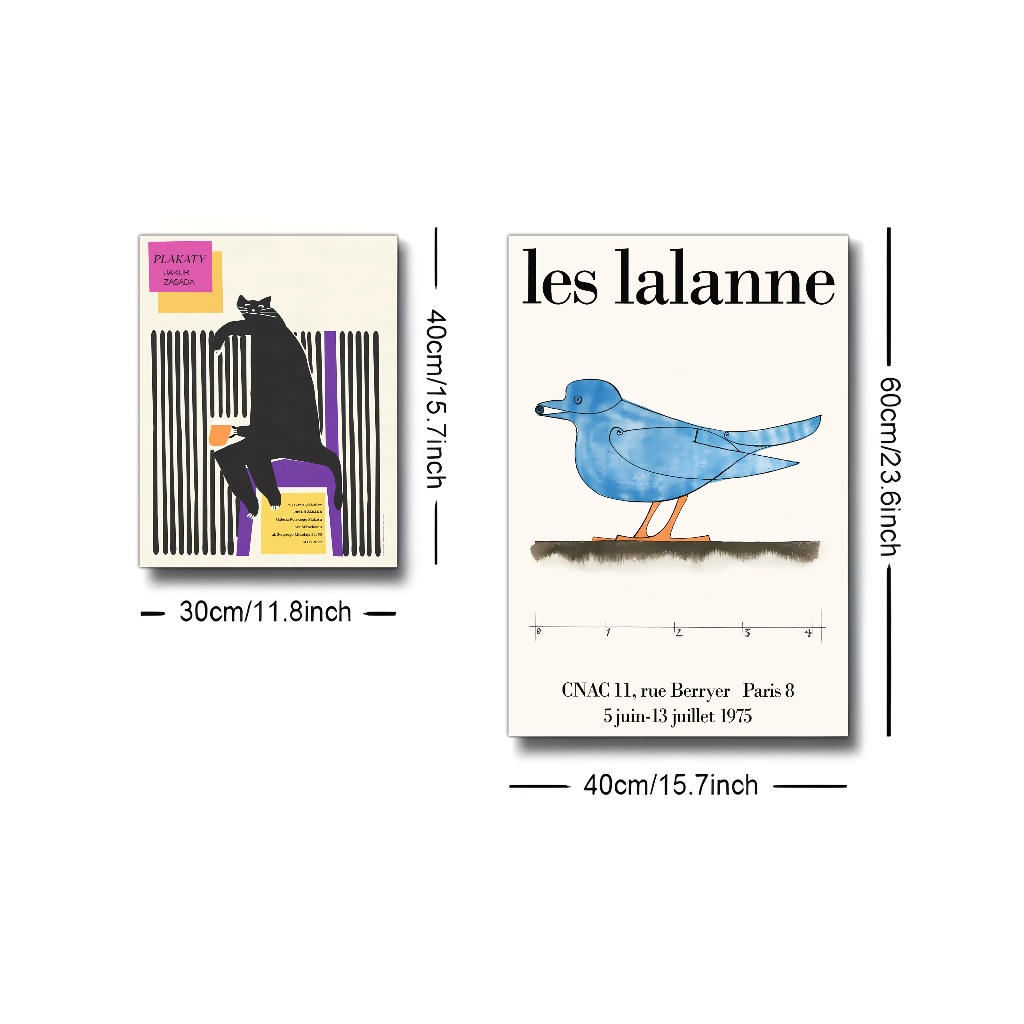 PLAKATY
JAKUB
ZASADA
40cm/15.7inch
30cm/11.8inch
les lalanne
0 1 2 3 4
CNAC 11, rue Berryer Paris 8
5 juin-13 juillet 1975
60cm/23.6inch
40cm/15.7inch